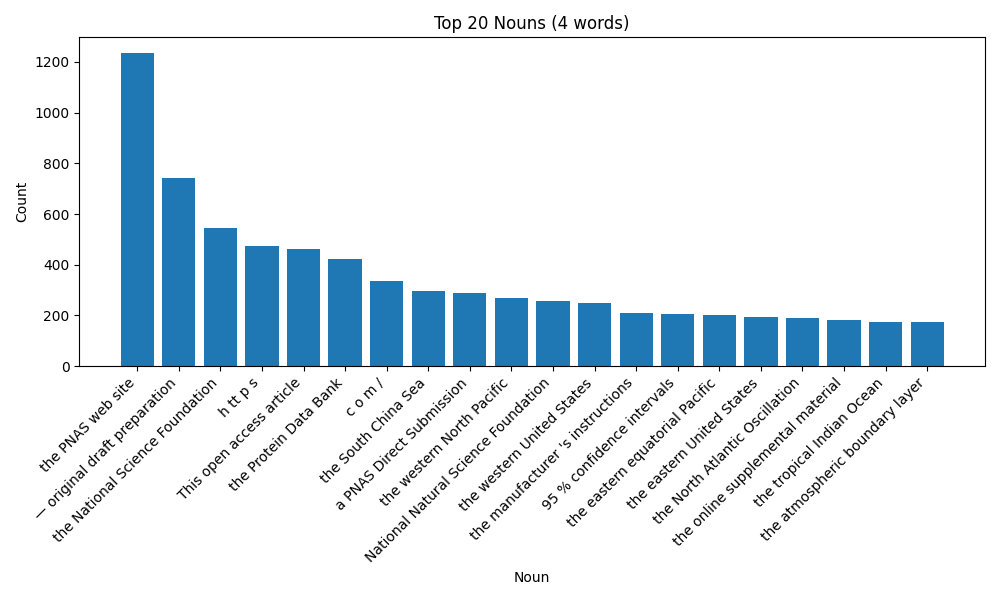 Top 20 Nouns (4 words)
Count
1200
1000
800
600
400
200
0
the PNAS web site
— original draft preparation
the National Science Foundation
h tt p s
This open access article
the Protein Data Bank
c o m /
the South China Sea
a PNAS Direct Submission
the western North Pacific
National Natural Science Foundation
the western United States
the manufacturer 's instructions
95 % confidence intervals
the eastern equatorial Pacific
the eastern United States
the North Atlantic Oscillation
the online supplemental material
the tropical Indian Ocean
the atmospheric boundary layer
Noun